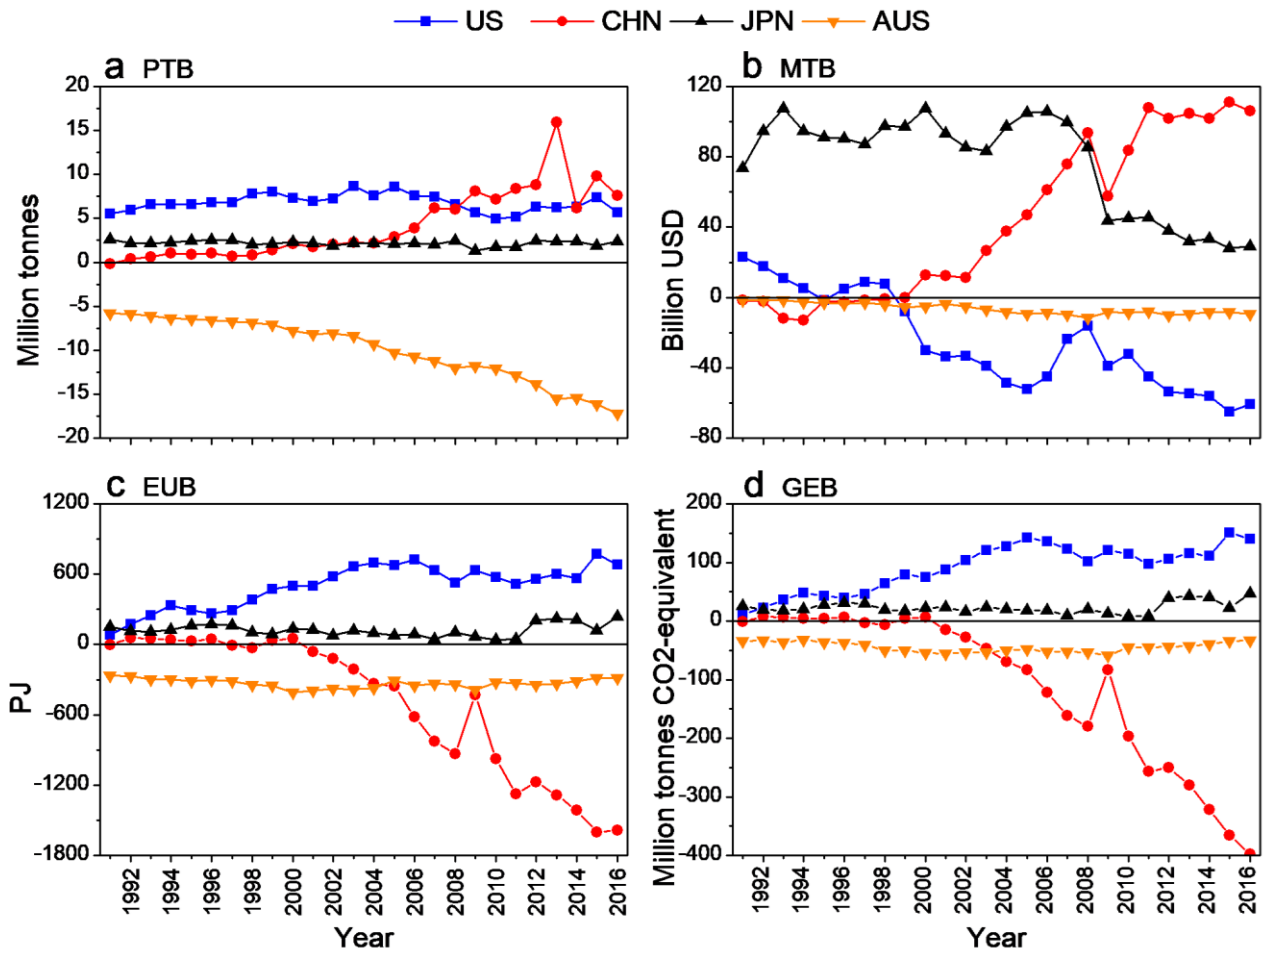 US CHN JPN AUS
a PTB
b MTB
20
15
10
5
0
−5
−10
−15
−20
Million tonnes
120
80
40
0
−40
−80
Billion USD
c EUB
d GEB
1200
600
0
−600
−1200
−1800
PJ
200
100
0
−100
−200
−300
−400
Million tonnes CO2-equivalent
1992 1994 1996 1998 2000 2002 2004 2006 2008 2010 2012 2014 2016
1992 1994 1996 1998 2000 2002 2004 2006 2008 2010 2012 2014 2016
Year
Year